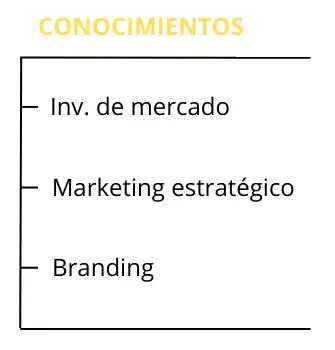 CONOCIMIENTOS
Inv. de mercado
Marketing estratégico
Branding